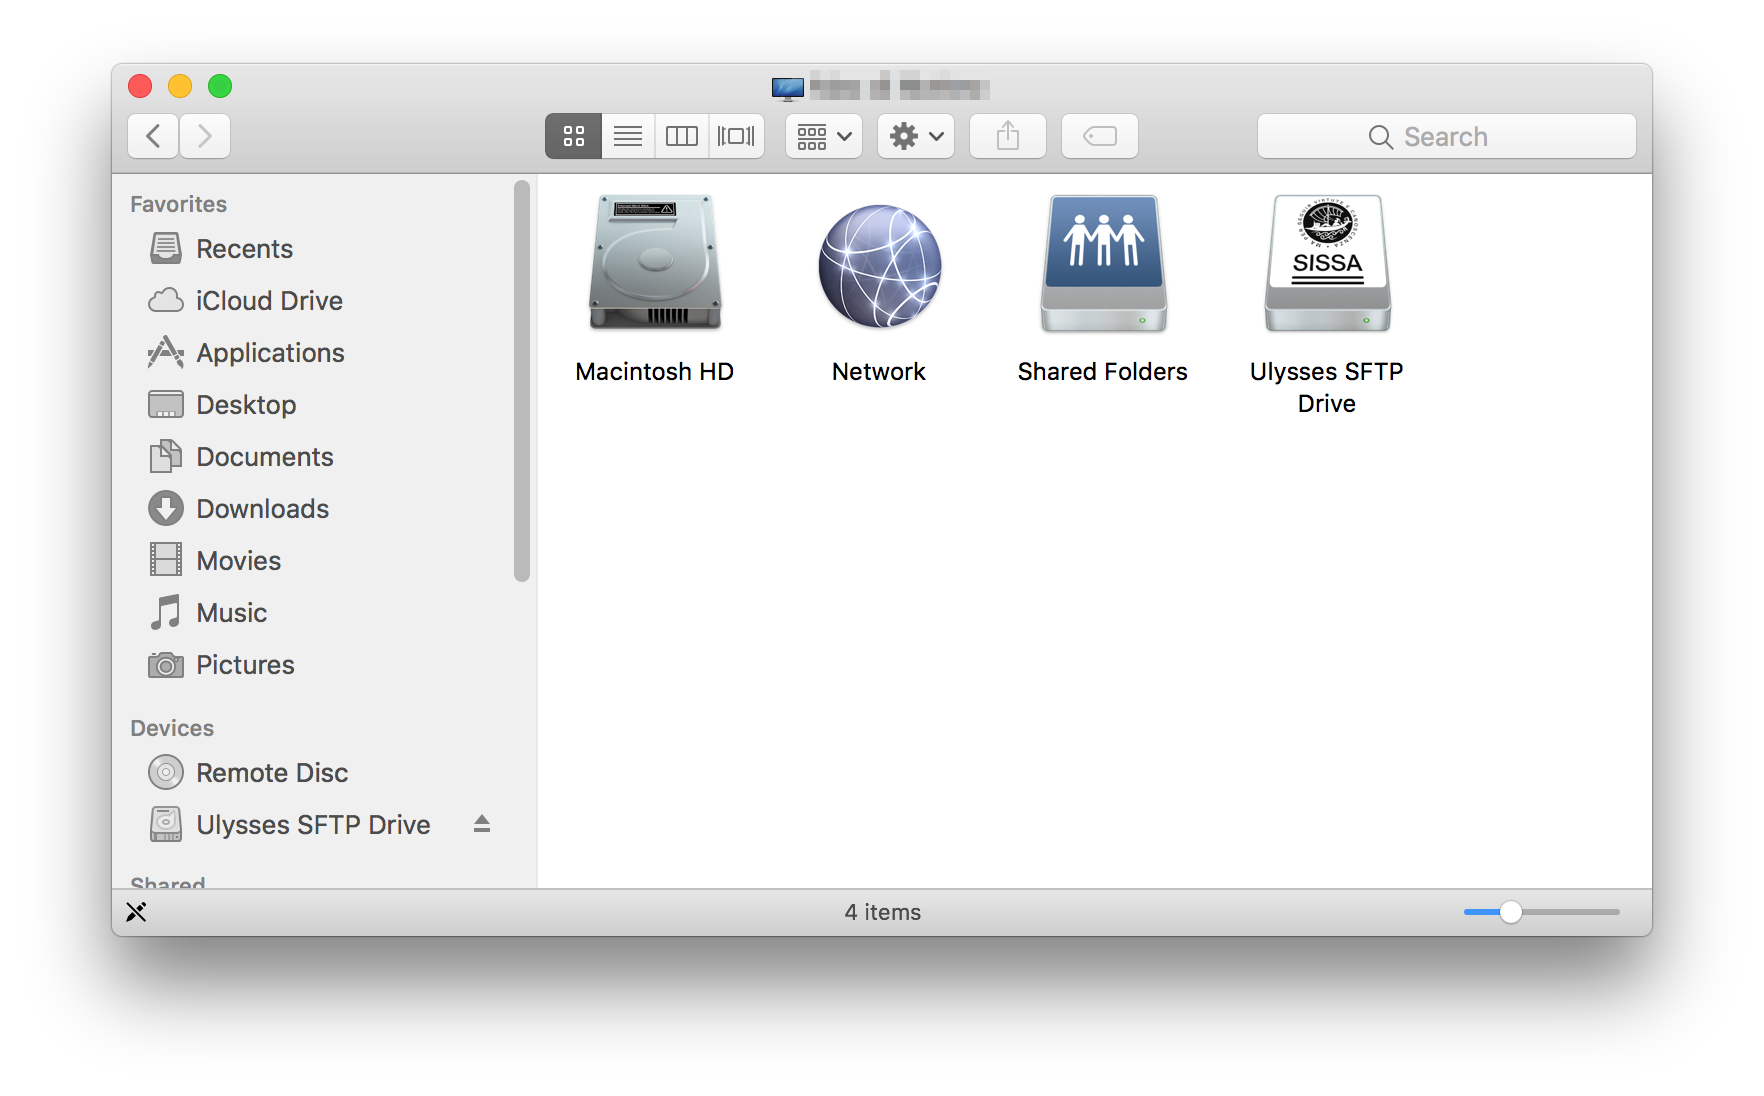 Search
Favorites
Recents
iCloud Drive
Applications
Desktop
Documents
Downloads
Movies
Music
Pictures
Devices
Remote Disc
Ulysses SFTP Drive
Shared
SISSA
Macintosh HD
Network
Shared Folders
Ulysses SFTP
Drive
4 items